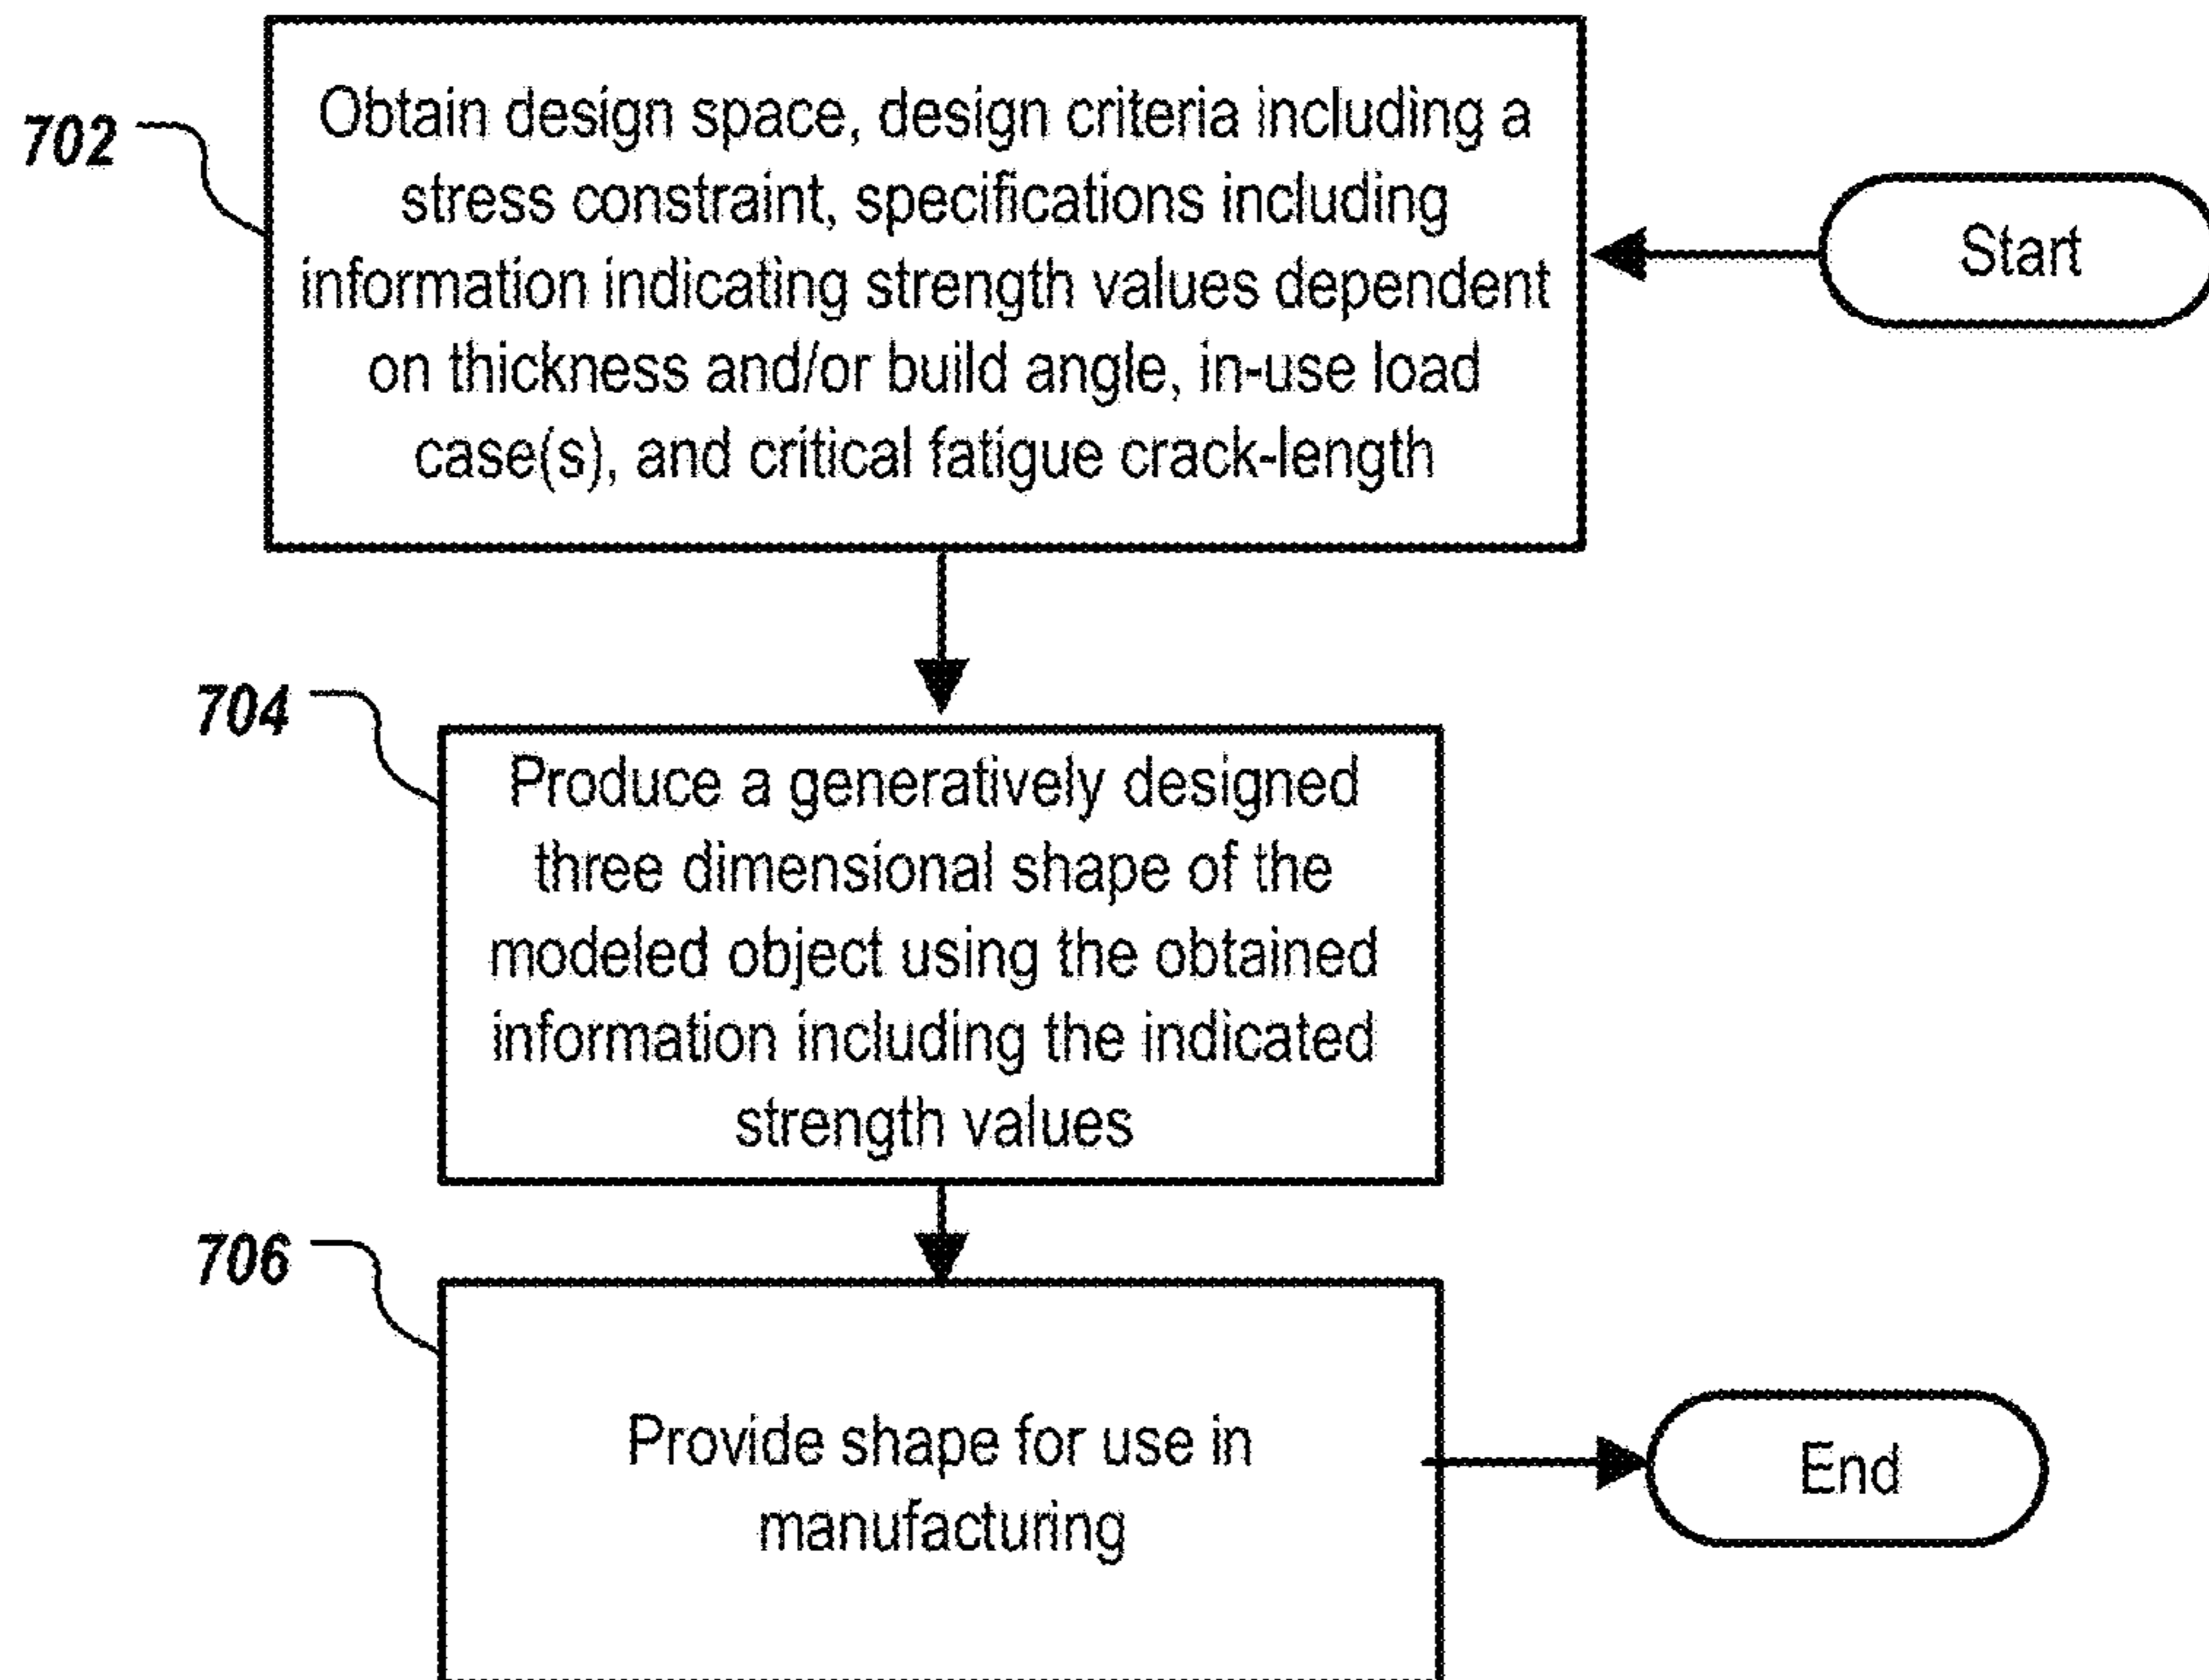 702
Obtain design space, design criteria including a
stress constraint, specifications including
information indicating strength values dependent
on thickness and/or build angle, in-use load
case(s), and critical fatigue crack-length
Start
704
Produce a generatively designed
three dimensional shape of the
modeled object using the obtained
information including the indicated
strength values
706
Provide shape for use in
manufacturing
End